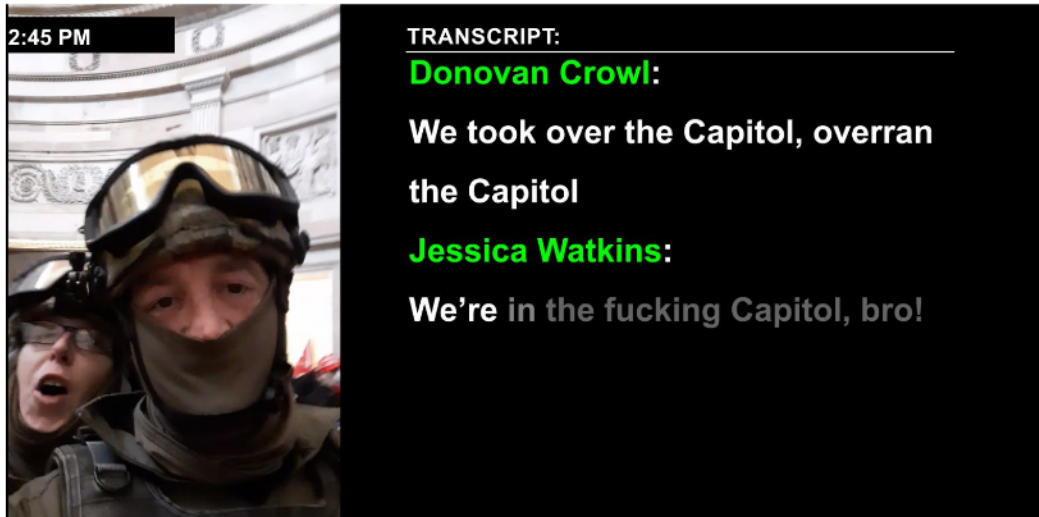 2:45 PM
TRANSCRIPT:
Donovan Crowl:
We took over the Capitol, overran
the Capitol
Jessica Watkins:
We’re in the fucking Capitol, bro!